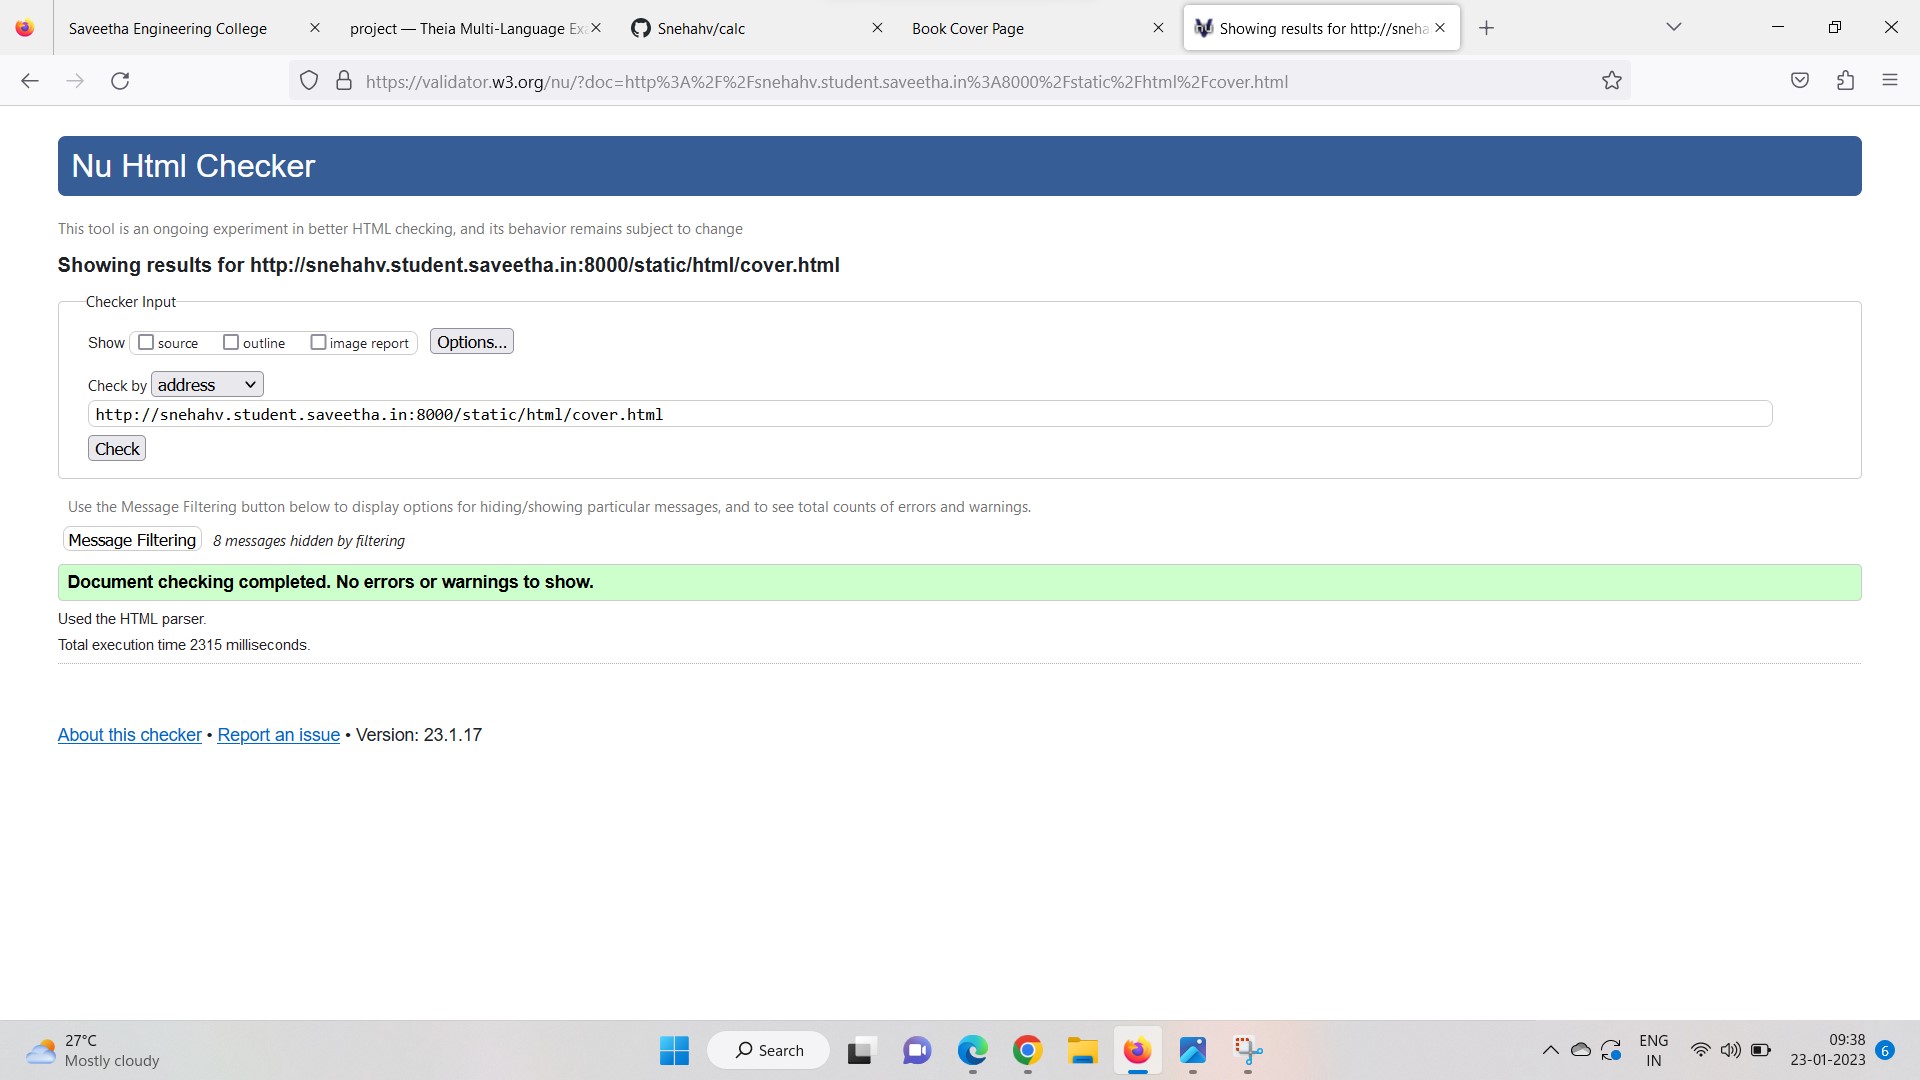 Saveetha Engineering College
project — Theia Multi-Language Ex
Snehahv/calc
Book Cover Page
Showing results for http://sneha
https://validator.w3.org/nu/?doc=http%3A%2F%2Fsnehahv.student.saveetha.in%3A8000%2Fstatic%2Fhtml%2Fcover.html
Nu Html Checker
This tool is an ongoing experiment in better HTML checking, and its behavior remains subject to change
Showing results for http://snehahv.student.saveetha.in:8000/static/html/cover.html
Checker Input
Show source outline image report Options...
Check by address
http://snehahv.student.saveetha.in:8000/static/html/cover.html
Check
Use the Message Filtering button below to display options for hiding/showing particular messages, and to see total counts of errors and warnings.
Message Filtering 8 messages hidden by filtering
Document checking completed. No errors or warnings to show.
Used the HTML parser.
Total execution time 2315 milliseconds.
About this checker • Report an issue • Version: 23.1.17
27°C
Mostly cloudy
Search
ENG
IN
09:38
23-01-2023
6